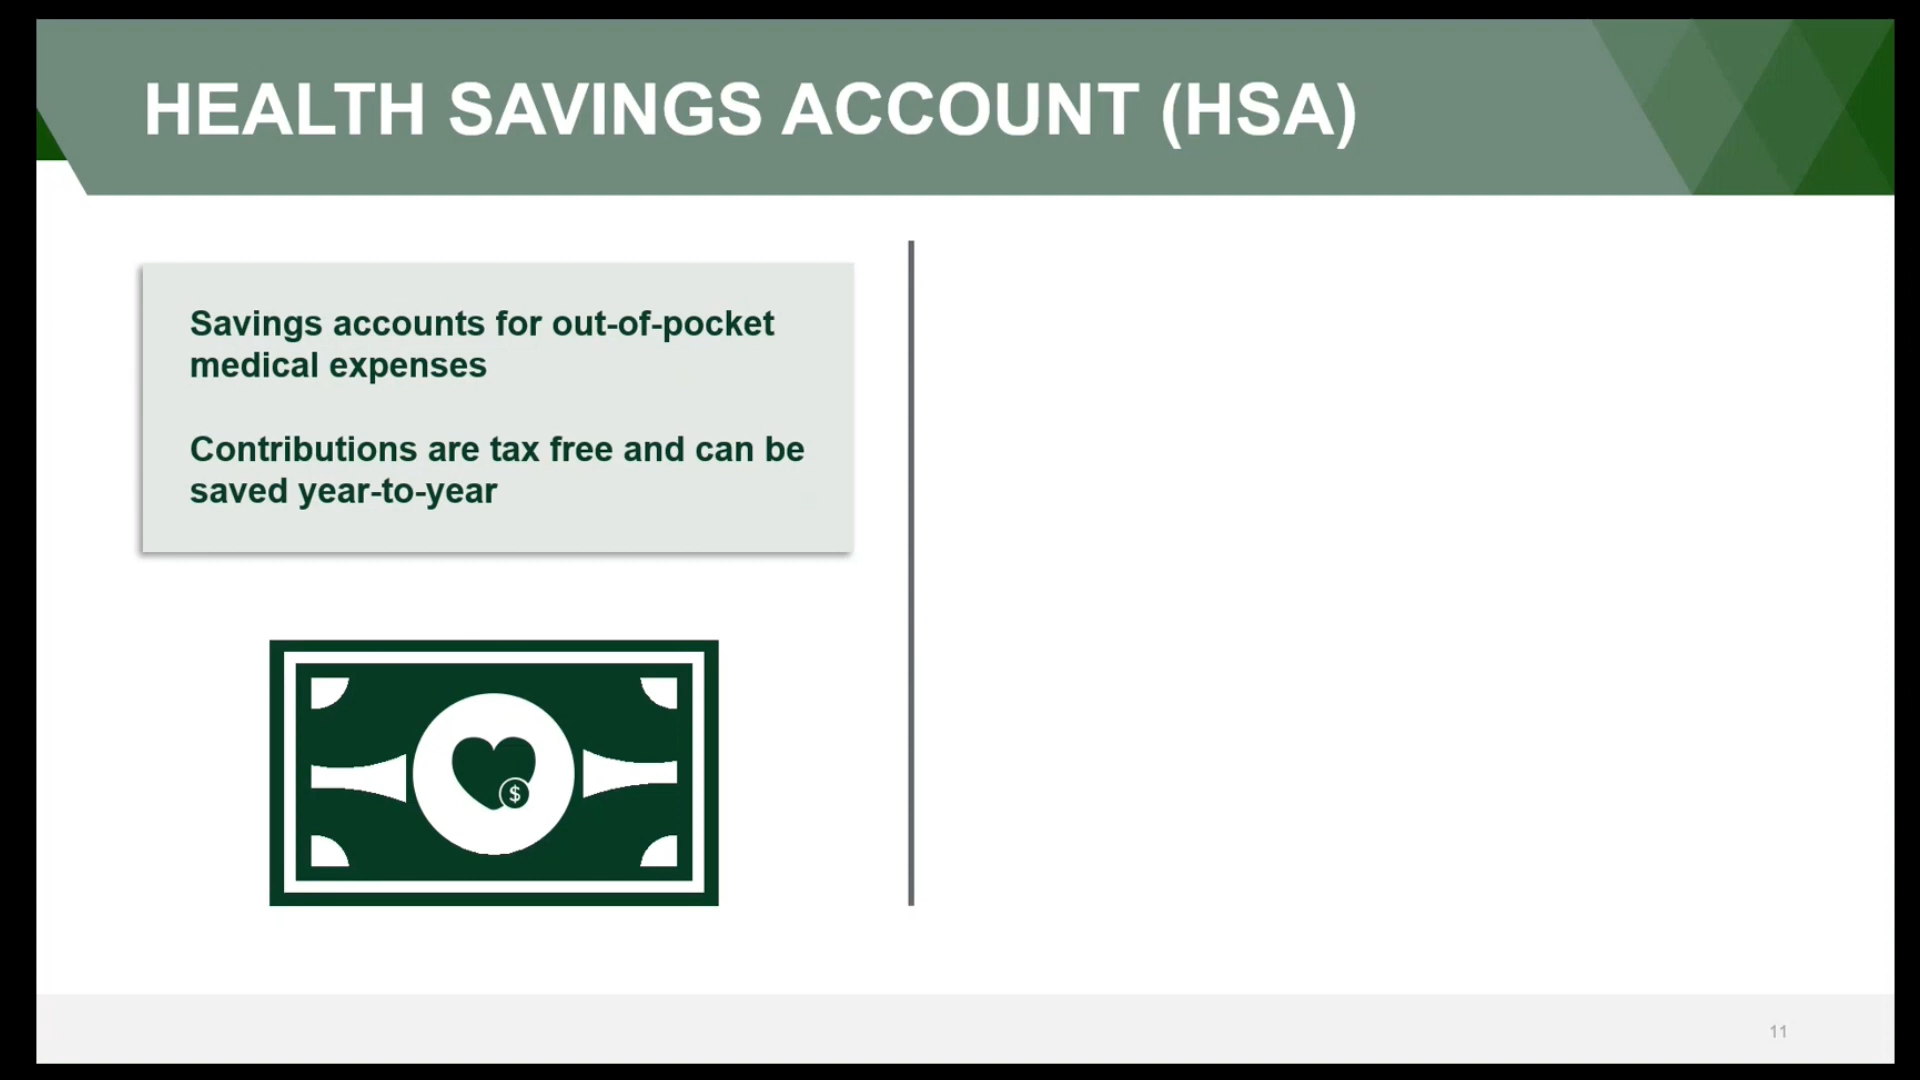 HEALTH SAVINGS ACCOUNT (HSA)
Savings accounts for out-of-pocket
medical expenses
Contributions are tax free and can be
saved year-to-year
$
11